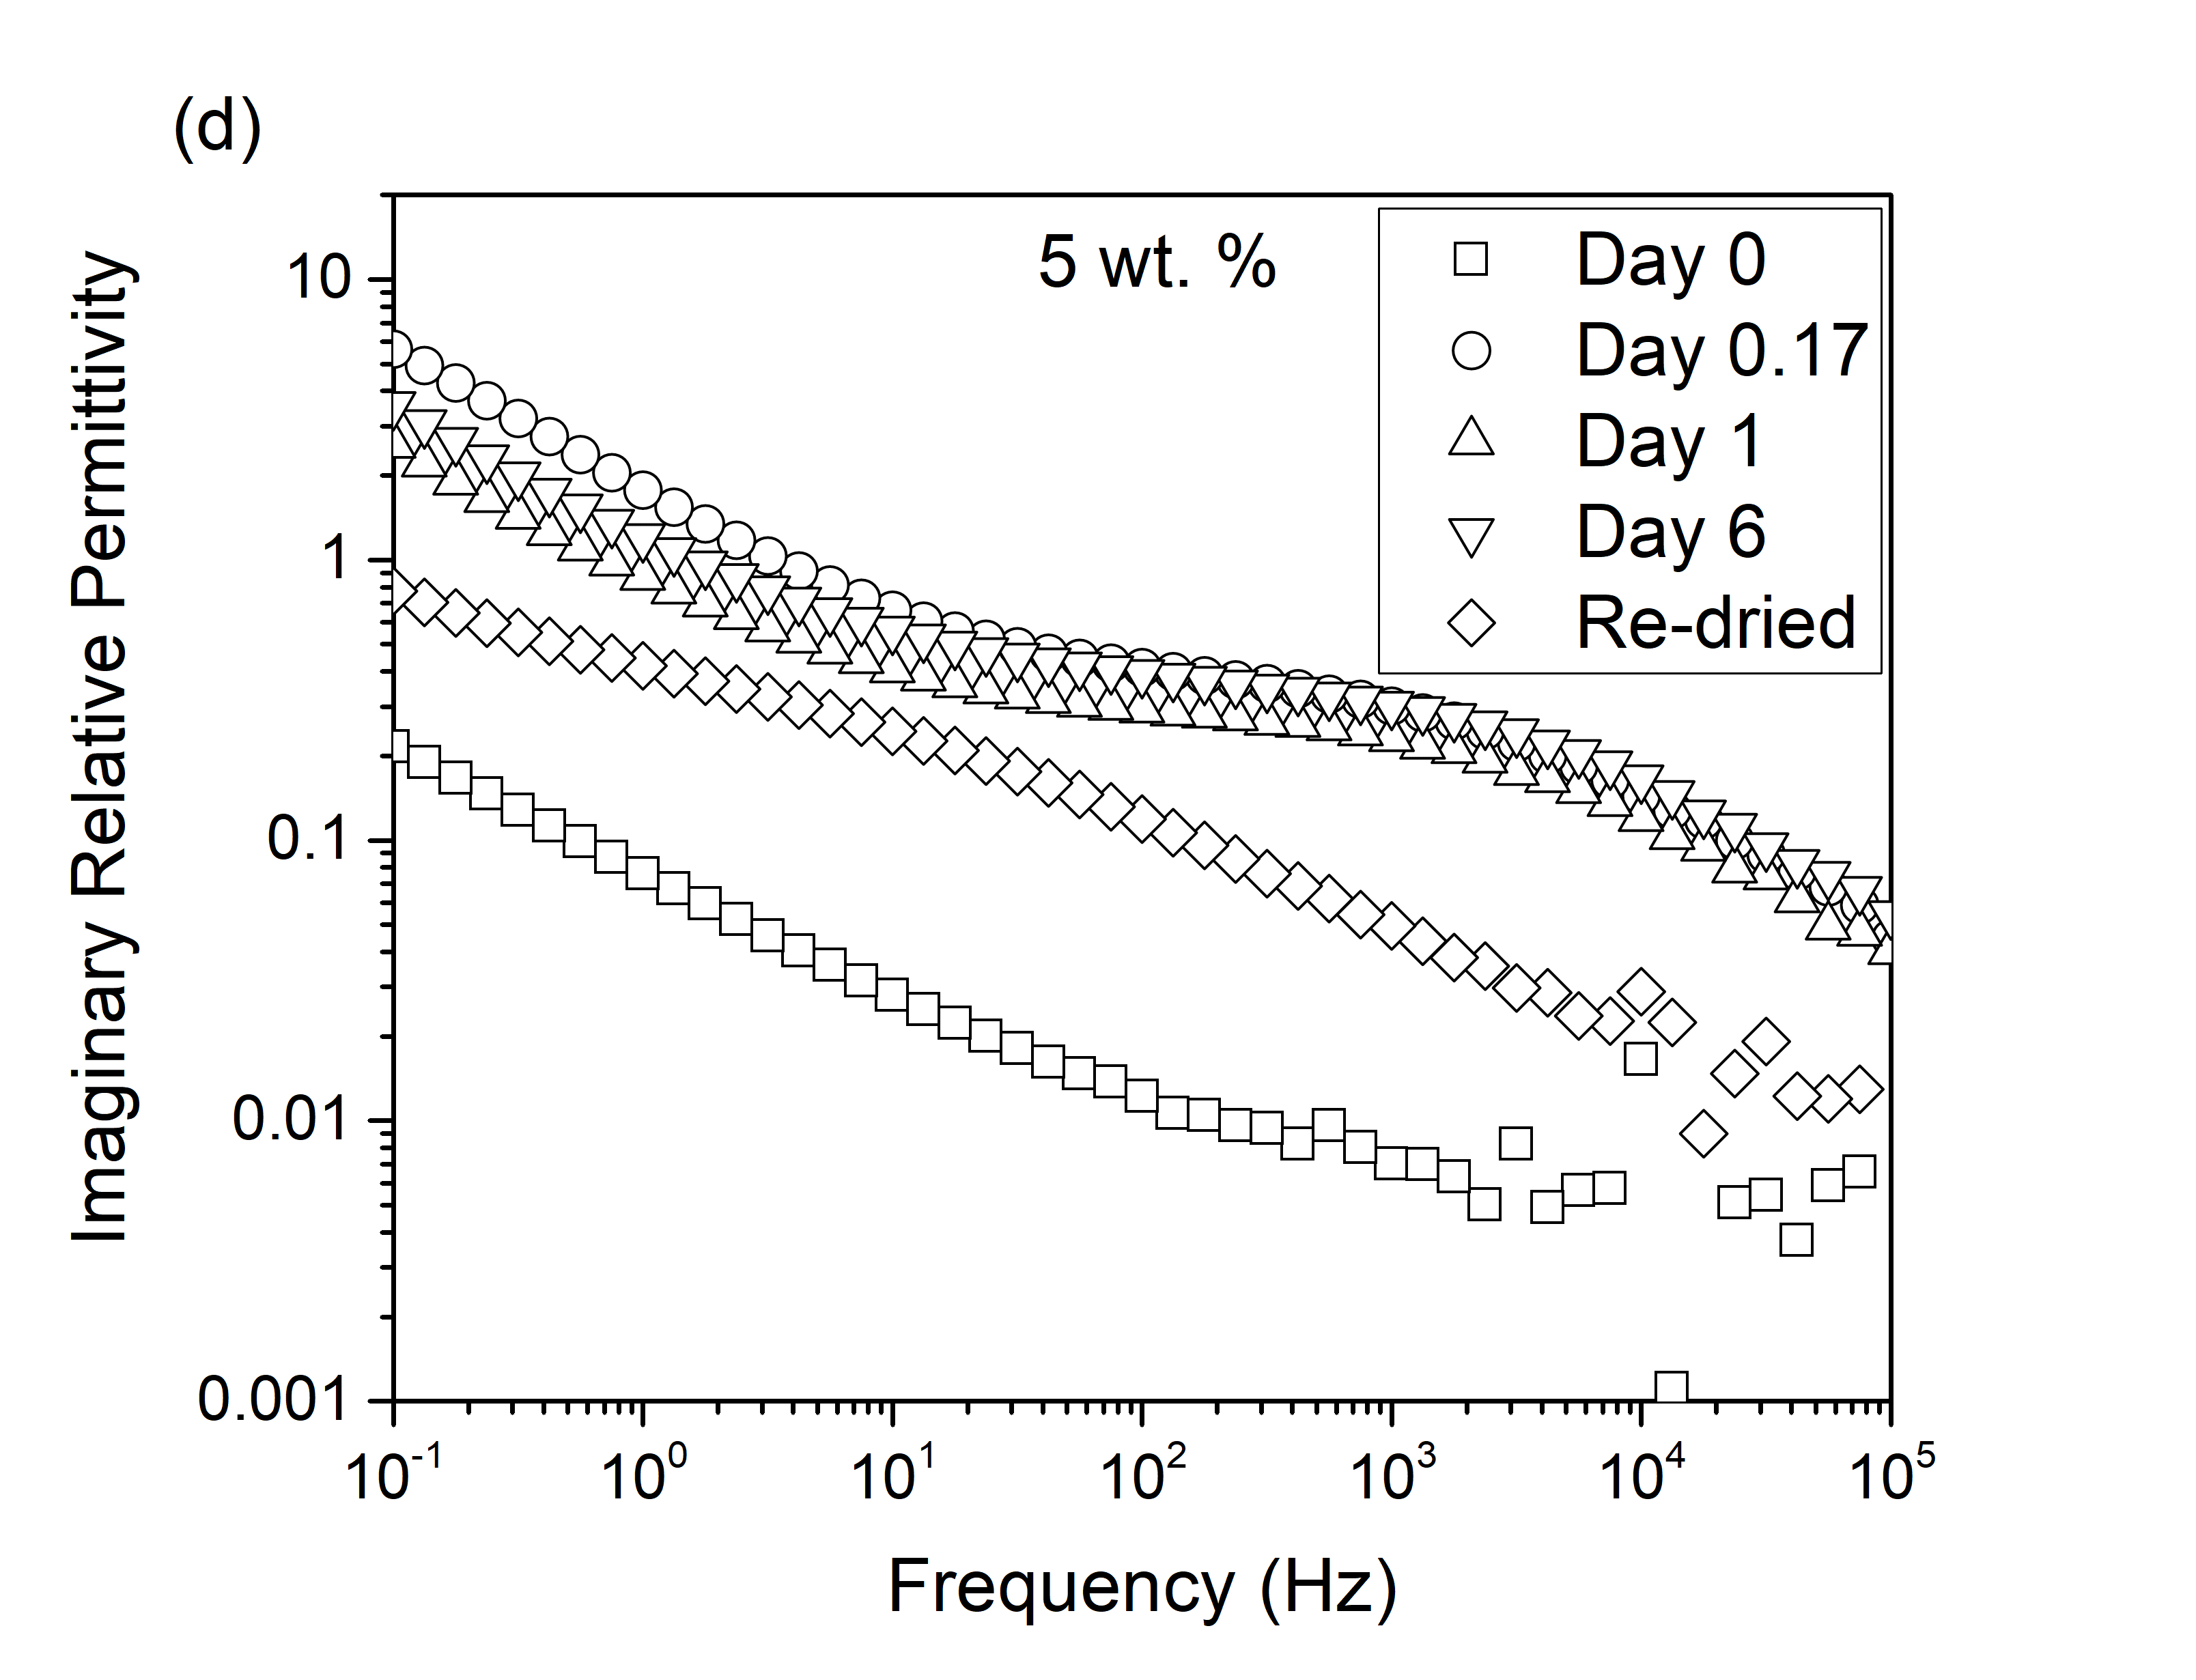 (d)
5 wt. %
Day 0
Day 0.17
Day 1
Day 6
Re-dried
Imaginary Relative Permittivity
10
1
0.1
0.01
0.001
10⁻¹ 10⁰ 10¹ 10² 10³ 10⁴ 10⁵
Frequency (Hz)